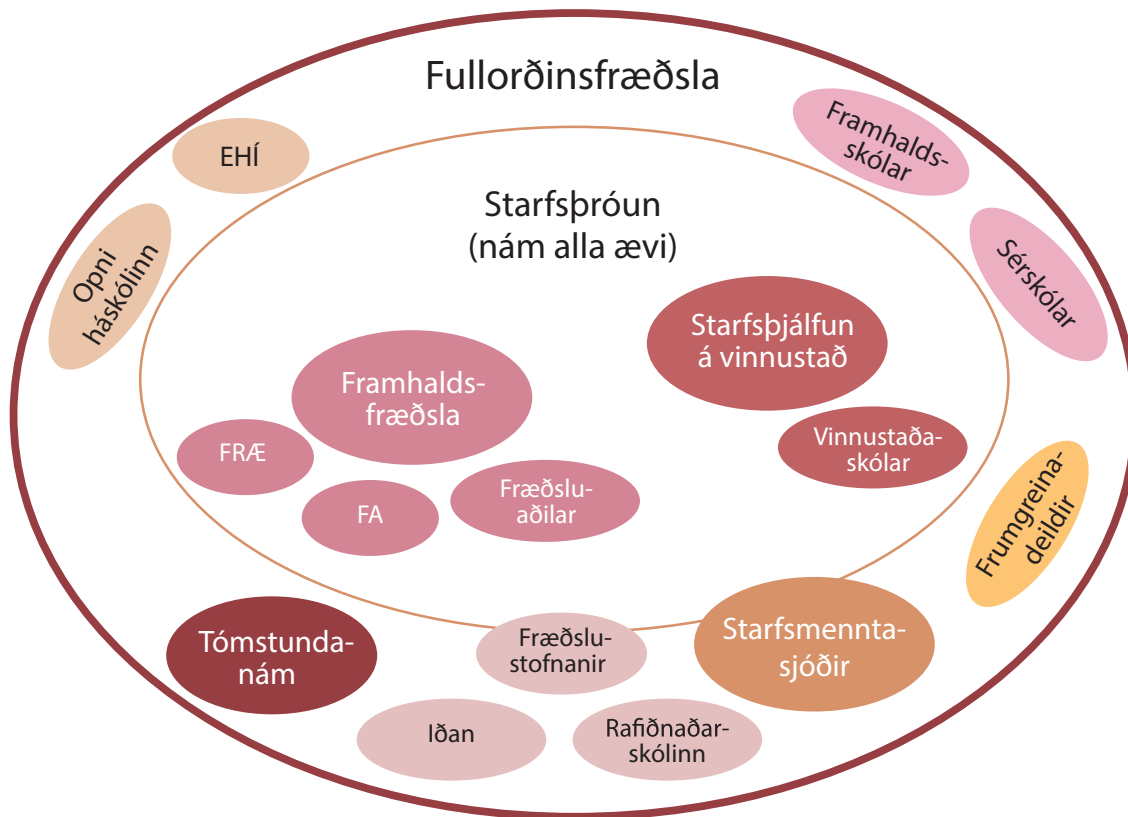 Fullorðinsfræðsla
EHÍ
Framhalds-
skólar
Opni
háskólinn
Sérskólar
Starfsþróun
(nám alla ævi)
Starfsþjálfun
á vinnustað
Framhalds-
fræðsla
Vinnustaða-
skólar
FRÆ
FA
Fræðslu-
aðilar
Frumgreina-
deildir
Tómstunda-
nám
Fræðslu-
stofnanir
Starfsmennta-
sjóðir
Iðan
Rafiðnaðar-
skólinn